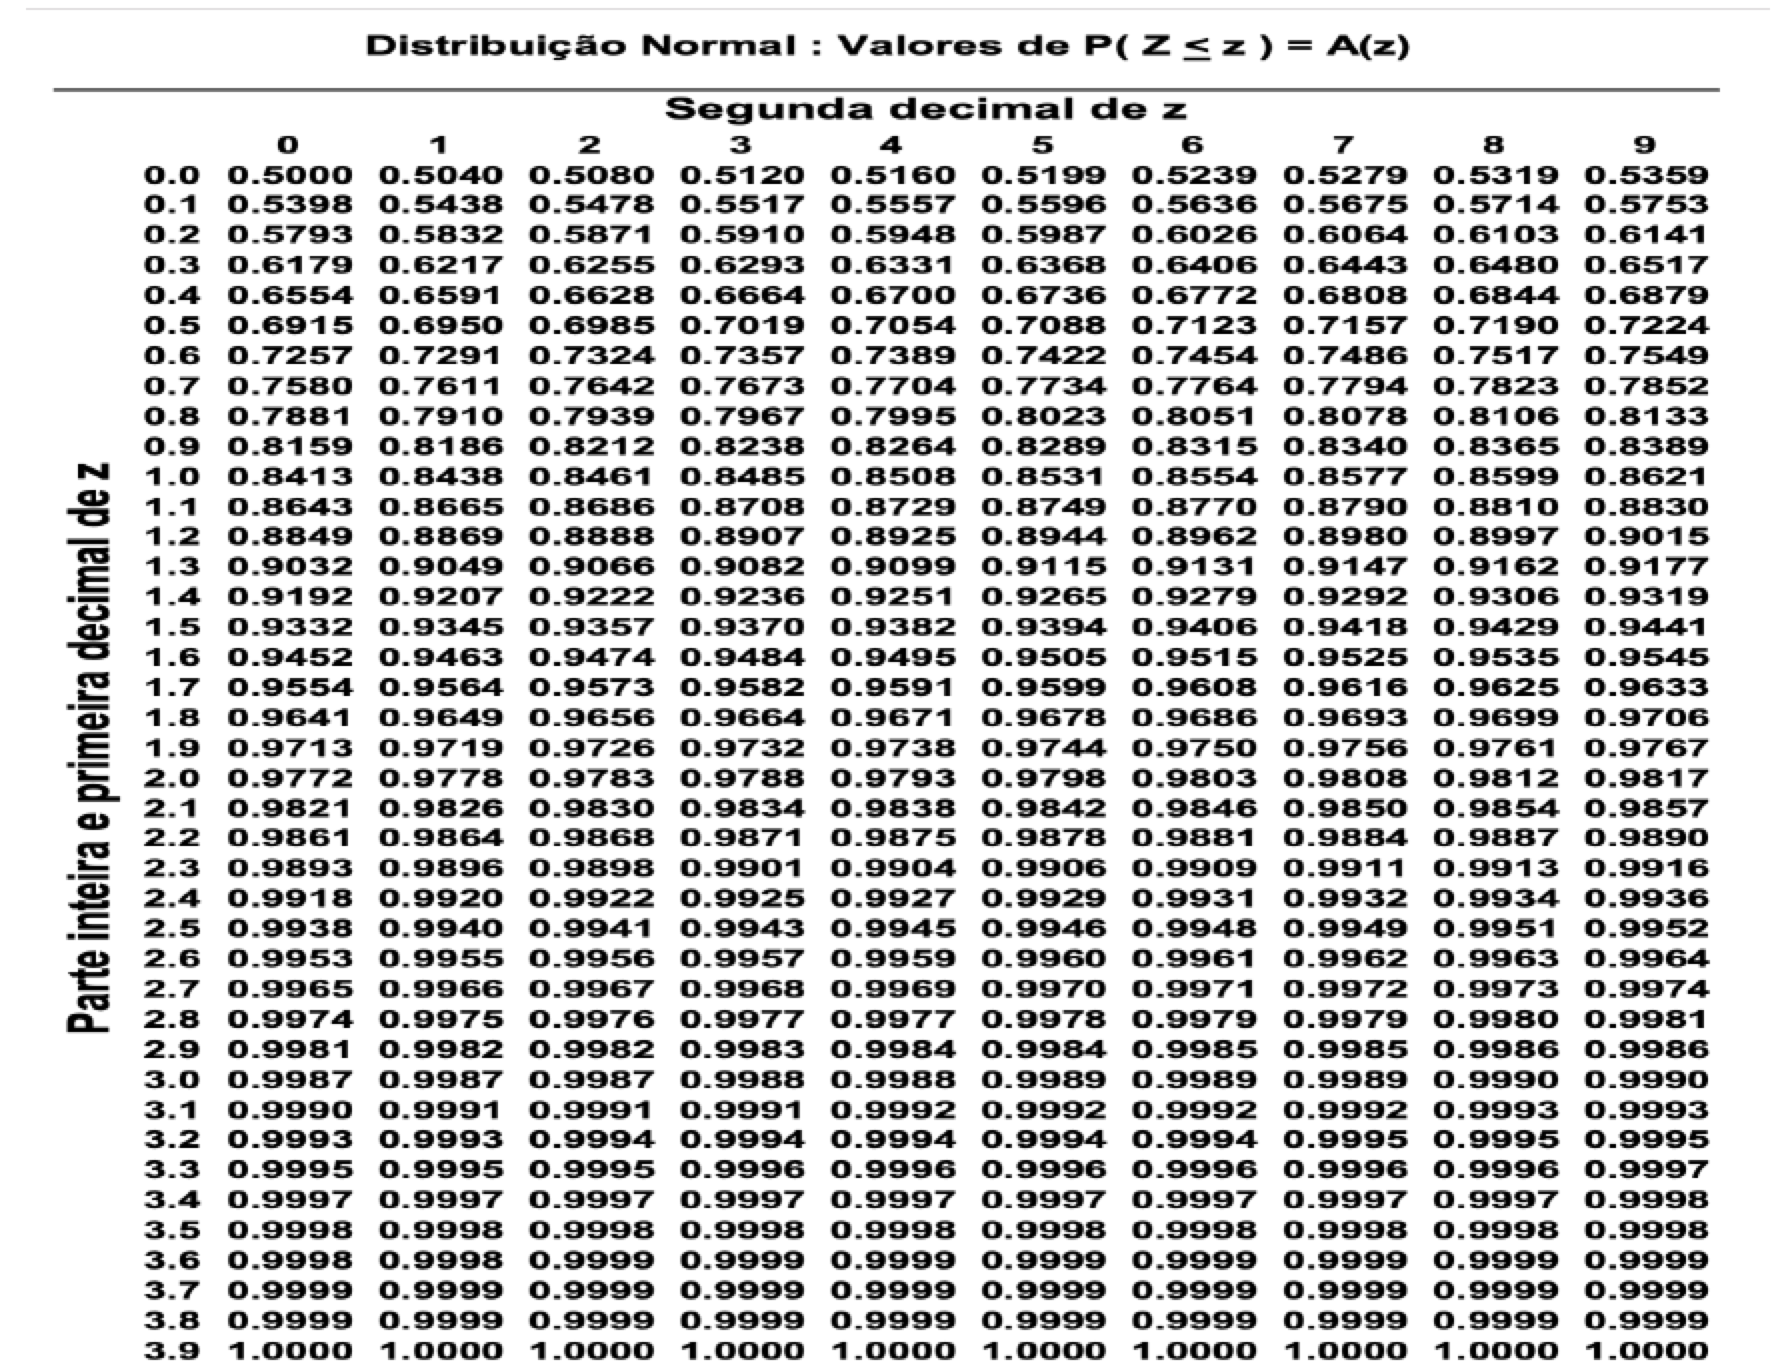 Distribuição Normal : Valores de P( Z ≤ z ) = A(z)
Segunda decimal de z
0 1 2 3 4 5 6 7 8 9
Parte inteira e primeira decimal de z
0.0 0.5000 0.5040 0.5080 0.5120 0.5160 0.5199 0.5239 0.5279 0.5319 0.5359
0.1 0.5398 0.5438 0.5478 0.5517 0.5557 0.5596 0.5636 0.5675 0.5714 0.5753
0.2 0.5793 0.5832 0.5871 0.5910 0.5948 0.5987 0.6026 0.6064 0.6103 0.6141
0.3 0.6179 0.6217 0.6255 0.6293 0.6331 0.6368 0.6406 0.6443 0.6480 0.6517
0.4 0.6554 0.6591 0.6628 0.6664 0.6700 0.6736 0.6772 0.6808 0.6844 0.6879
0.5 0.6915 0.6950 0.6985 0.7019 0.7054 0.7088 0.7123 0.7157 0.7190 0.7224
0.6 0.7257 0.7291 0.7324 0.7357 0.7389 0.7422 0.7454 0.7486 0.7517 0.7549
0.7 0.7580 0.7611 0.7642 0.7673 0.7704 0.7734 0.7764 0.7794 0.7823 0.7852
0.8 0.7881 0.7910 0.7939 0.7967 0.7995 0.8023 0.8051 0.8078 0.8106 0.8133
0.9 0.8159 0.8186 0.8212 0.8238 0.8264 0.8289 0.8315 0.8340 0.8365 0.8389
1.0 0.8413 0.8438 0.8461 0.8485 0.8508 0.8531 0.8554 0.8577 0.8599 0.8621
1.1 0.8643 0.8665 0.8686 0.8708 0.8729 0.8749 0.8770 0.8790 0.8810 0.8830
1.2 0.8849 0.8869 0.8888 0.8907 0.8925 0.8944 0.8962 0.8980 0.8997 0.9015
1.3 0.9032 0.9049 0.9066 0.9082 0.9099 0.9115 0.9131 0.9147 0.9162 0.9177
1.4 0.9192 0.9207 0.9222 0.9236 0.9251 0.9265 0.9279 0.9292 0.9306 0.9319
1.5 0.9332 0.9345 0.9357 0.9370 0.9382 0.9394 0.9406 0.9418 0.9429 0.9441
1.6 0.9452 0.9463 0.9474 0.9484 0.9495 0.9505 0.9515 0.9525 0.9535 0.9545
1.7 0.9554 0.9564 0.9573 0.9582 0.9591 0.9599 0.9608 0.9616 0.9625 0.9633
1.8 0.9641 0.9649 0.9656 0.9664 0.9671 0.9678 0.9686 0.9693 0.9699 0.9706
1.9 0.9713 0.9719 0.9726 0.9732 0.9738 0.9744 0.9750 0.9756 0.9761 0.9767
2.0 0.9772 0.9778 0.9783 0.9788 0.9793 0.9798 0.9803 0.9808 0.9812 0.9817
2.1 0.9821 0.9826 0.9830 0.9834 0.9838 0.9842 0.9846 0.9850 0.9854 0.9857
2.2 0.9861 0.9864 0.9868 0.9871 0.9875 0.9878 0.9881 0.9884 0.9887 0.9890
2.3 0.9893 0.9896 0.9898 0.9901 0.9904 0.9906 0.9909 0.9911 0.9913 0.9916
2.4 0.9918 0.9920 0.9922 0.9925 0.9927 0.9929 0.9931 0.9932 0.9934 0.9936
2.5 0.9938 0.9940 0.9941 0.9943 0.9945 0.9946 0.9948 0.9949 0.9951 0.9952
2.6 0.9953 0.9955 0.9956 0.9957 0.9959 0.9960 0.9961 0.9962 0.9963 0.9964
2.7 0.9965 0.9966 0.9967 0.9968 0.9969 0.9970 0.9971 0.9972 0.9973 0.9974
2.8 0.9974 0.9975 0.9976 0.9977 0.9977 0.9978 0.9979 0.9979 0.9980 0.9981
2.9 0.9981 0.9982 0.9982 0.9983 0.9984 0.9984 0.9985 0.9985 0.9986 0.9986
3.0 0.9987 0.9987 0.9987 0.9988 0.9988 0.9989 0.9989 0.9989 0.9990 0.9990
3.1 0.9990 0.9991 0.9991 0.9991 0.9992 0.9992 0.9992 0.9992 0.9993 0.9993
3.2 0.9993 0.9993 0.9994 0.9994 0.9994 0.9994 0.9994 0.9995 0.9995 0.9995
3.3 0.9995 0.9995 0.9995 0.9996 0.9996 0.9996 0.9996 0.9996 0.9996 0.9997
3.4 0.9997 0.9997 0.9997 0.9997 0.9997 0.9997 0.9997 0.9997 0.9997 0.9998
3.5 0.9998 0.9998 0.9998 0.9998 0.9998 0.9998 0.9998 0.9998 0.9998 0.9998
3.6 0.9998 0.9998 0.9999 0.9999 0.9999 0.9999 0.9999 0.9999 0.9999 0.9999
3.7 0.9999 0.9999 0.9999 0.9999 0.9999 0.9999 0.9999 0.9999 0.9999 0.9999
3.8 0.9999 0.9999 0.9999 0.9999 0.9999 0.9999 0.9999 0.9999 0.9999 0.9999
3.9 1.0000 1.0000 1.0000 1.0000 1.0000 1.0000 1.0000 1.0000 1.0000 1.0000